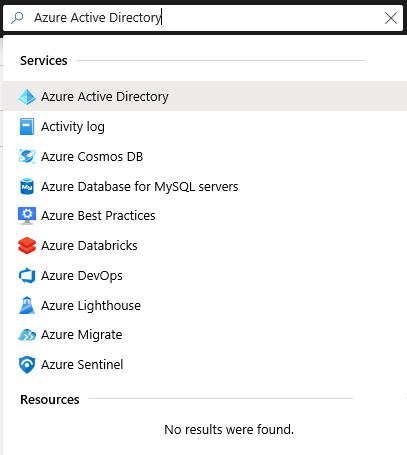 Azure Active Directory
Services
Azure Active Directory
Activity log
Azure Cosmos DB
My
Azure Database for MySQL servers
Azure Best Practices
Azure Databricks
Azure DevOps
Azure Lighthouse
Azure Migrate
Azure Sentinel
Resources
No results were found.